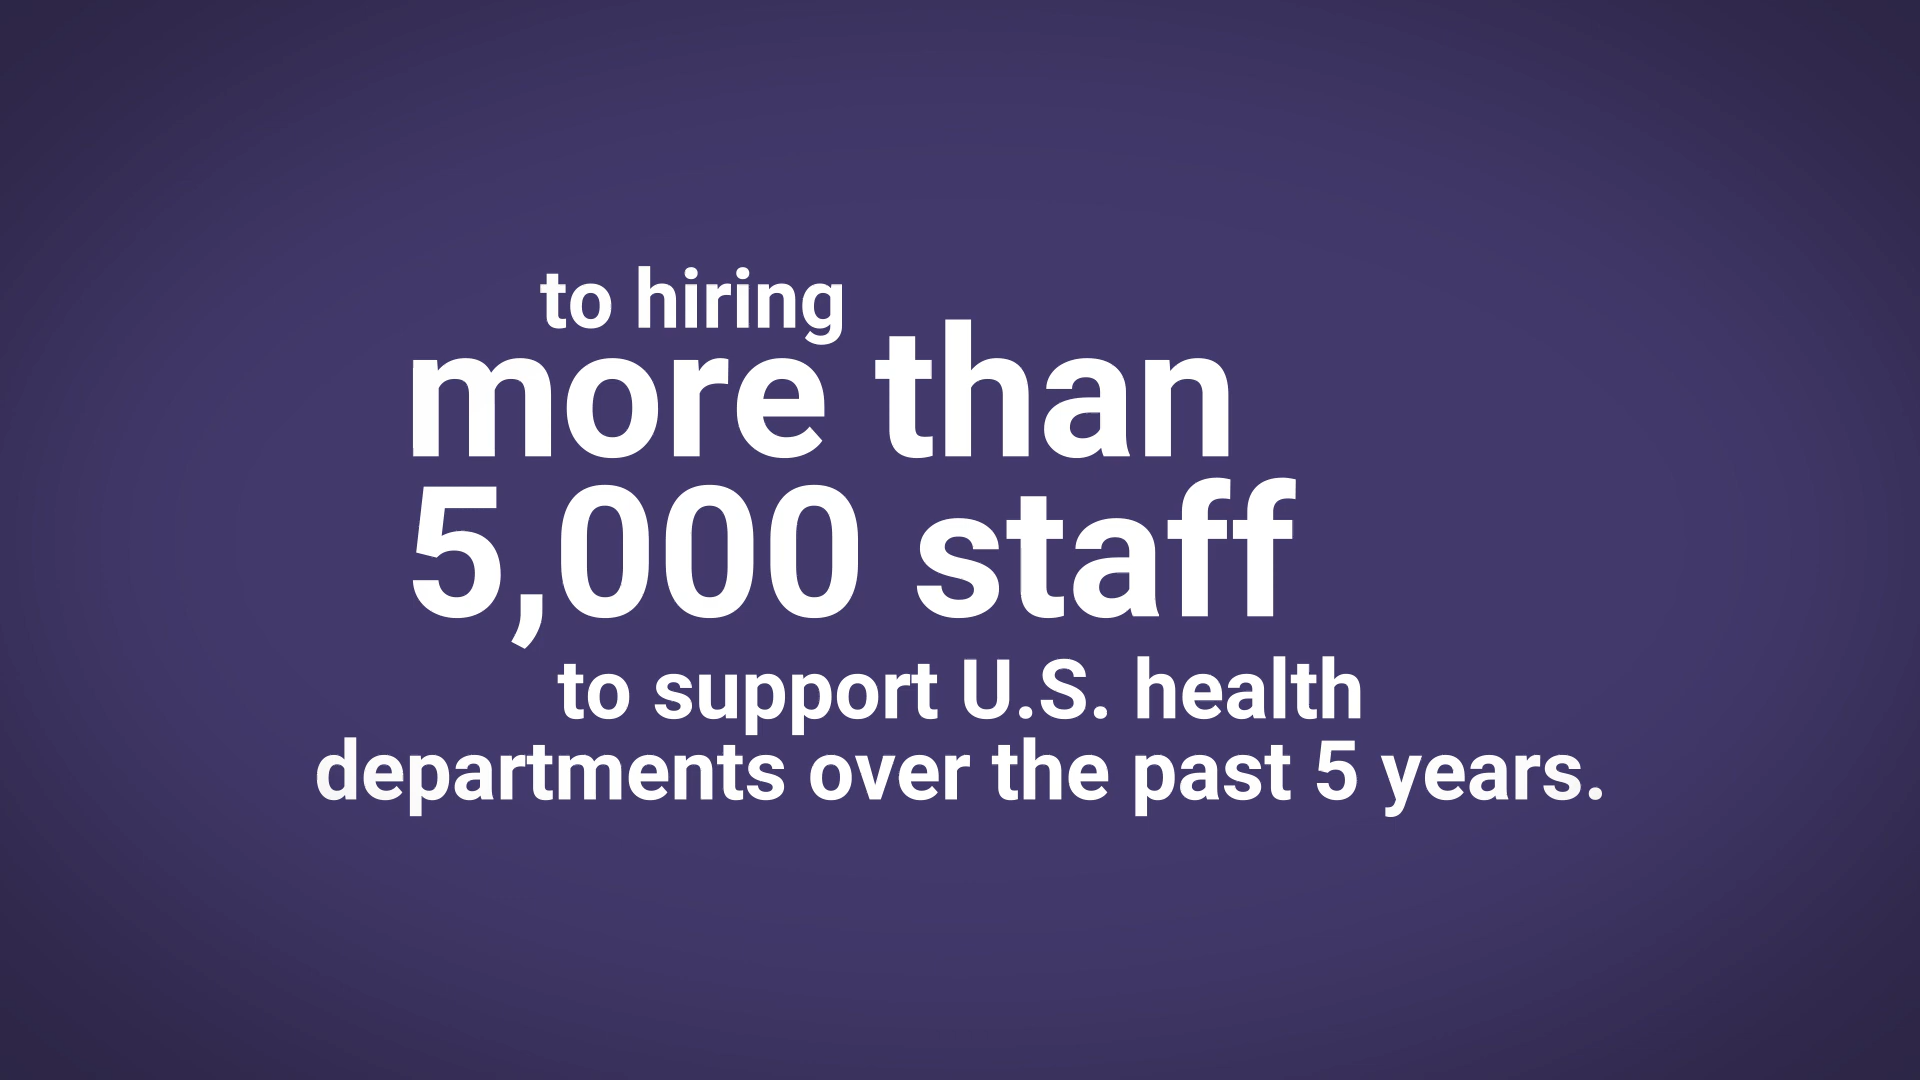 to hiring
more than
5,000 staff
to support U.S. health
departments over the past 5 years.